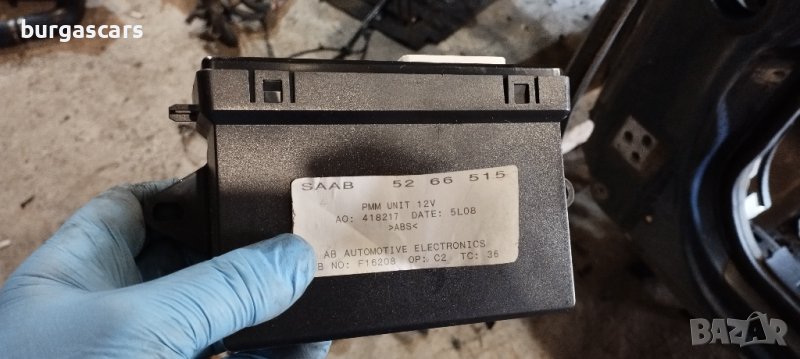 burgascars
SAAB 52 66 515
PMM UNIT 12V
AO: 418217 DATE: 5L08
>ABS<
AB AUTOMOTIVE ELECTRONICS
B NO: F16208 OP: C2 TC: 36
BAZAR